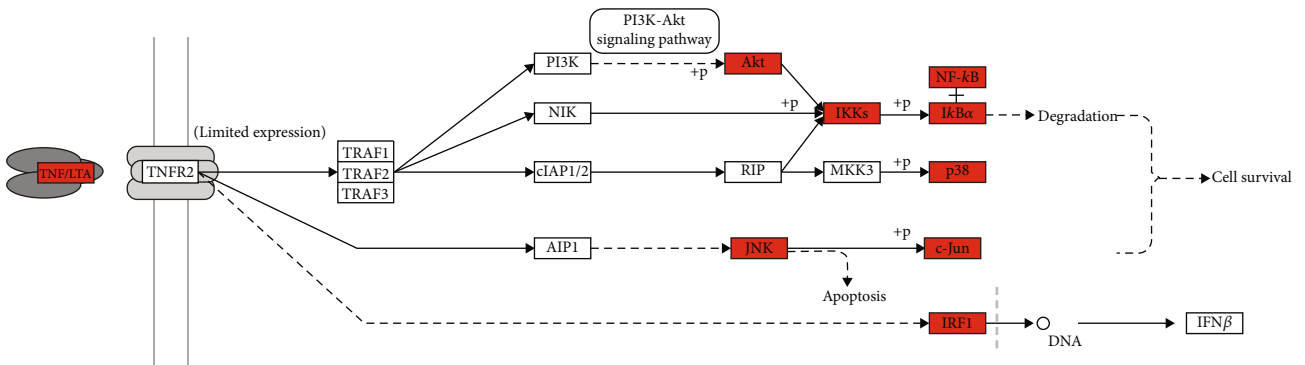 PI3K-Akt
signaling pathway
PI3K
+p
Akt
NF-kB
NIK
+p
IKKs
+p
IkBα
Degradation
(Limited expression)
TNF/LTA
TNFR2
TRAF1
TRAF2
TRAF3
cIAP1/2
RIP
MKK3
+p
p38
Cell survival
AIP1
JNK
+p
c-Jun
Apoptosis
IRF1
DNA
IFNβ